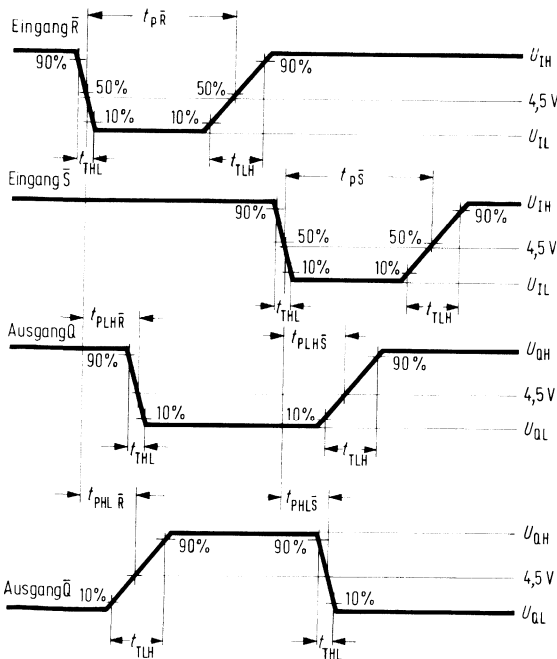 Eingang R̅
t_pR̅
90%
90%
U_IH
50%
50%
4,5 V
10%
10%
U_IL
t_THL
t_TLH
Eingang S̅
t_pS̅
90%
90%
U_IH
50%
50%
4,5 V
10%
10%
U_IL
t_PLHR̅
t_THL
t_PLHS̅
t_TLH
Ausgang Q
90%
90%
U_QH
4,5 V
10%
10%
U_QL
t_THL
t_TLH
t_PHL R̅
t_PHLS̅
U_QH
90%
90%
4,5 V
Ausgang Q̅
10%
10%
U_QL
t_TLH
t_THL